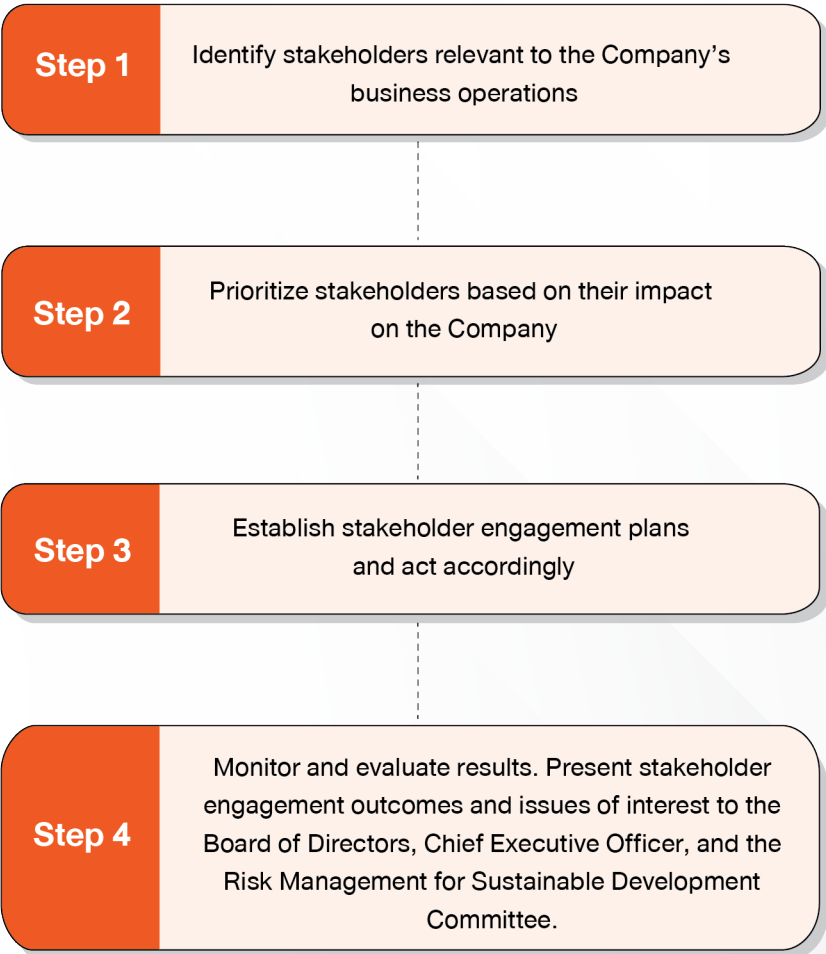 Step 1
Identify stakeholders relevant to the Company’s
business operations
Step 2
Prioritize stakeholders based on their impact
on the Company
Step 3
Establish stakeholder engagement plans
and act accordingly
Step 4
Monitor and evaluate results. Present stakeholder
engagement outcomes and issues of interest to the
Board of Directors, Chief Executive Officer, and the
Risk Management for Sustainable Development
Committee.